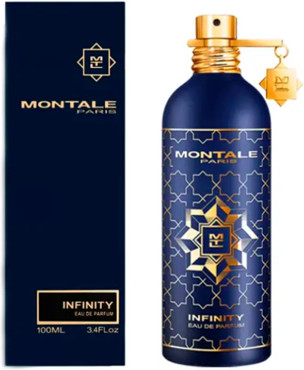 MONTALE
PARIS
INFINITY
EAU DE PARFUM
100ML 3.4FLoz
MONTALE
PARIS
INFINITY
EAU DE PARFUM